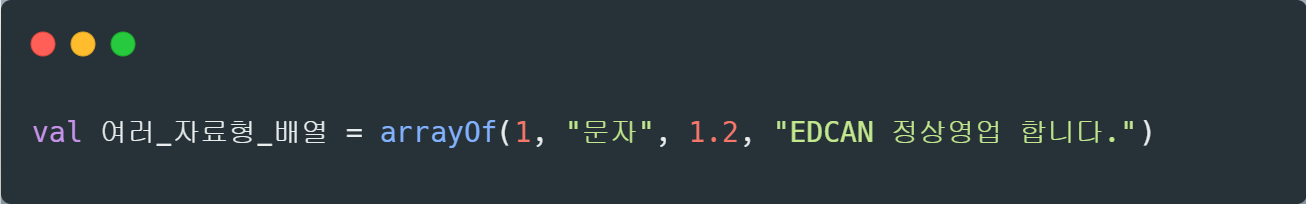 val 여러_자료형_배열 = arrayOf(1, "문자", 1.2, "EDCAN 정상영업 합니다.")